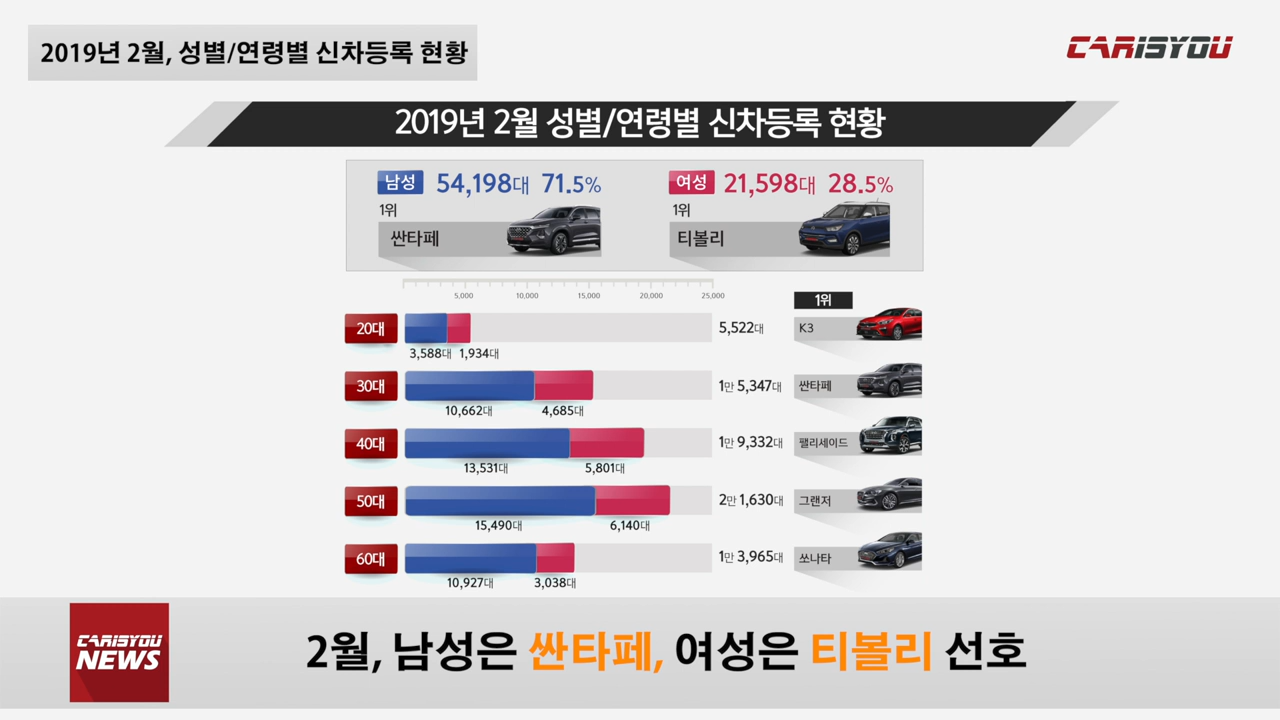 2019년 2월, 성별/연령별 신차등록 현황
CARISYOU
2019년 2월 성별/연령별 신차등록 현황
남성 54,198대 71.5%
1위
싼타페
여성 21,598대 28.5%
1위
티볼리
5,000 10,000 15,000 20,000 25,000
1위
20대 5,522대 K3
3,588대 1,934대
30대 1만 5,347대 싼타페
10,662대 4,685대
40대 1만 9,332대 팰리세이드
13,531대 5,801대
50대 2만 1,630대 그랜저
15,490대 6,140대
60대 1만 3,965대 쏘나타
10,927대 3,038대
CARISYOU
NEWS
2월, 남성은 싼타페, 여성은 티볼리 선호